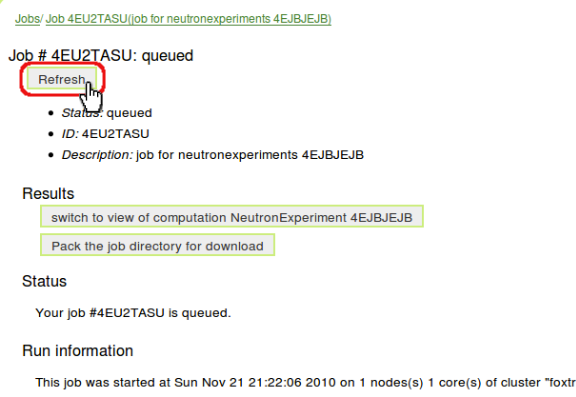 Jobs/ Job 4EU2TASU(job for neutronexperiments 4EJBJEJB)
Job # 4EU2TASU: queued
Refresh
• Status: queued
• ID: 4EU2TASU
• Description: job for neutronexperiments 4EJBJEJB
Results
switch to view of computation NeutronExperiment 4EJBJEJB
Pack the job directory for download
Status
Your job #4EU2TASU is queued.
Run information
This job was started at Sun Nov 21 21:22:06 2010 on 1 nodes(s) 1 core(s) of cluster "foxtr